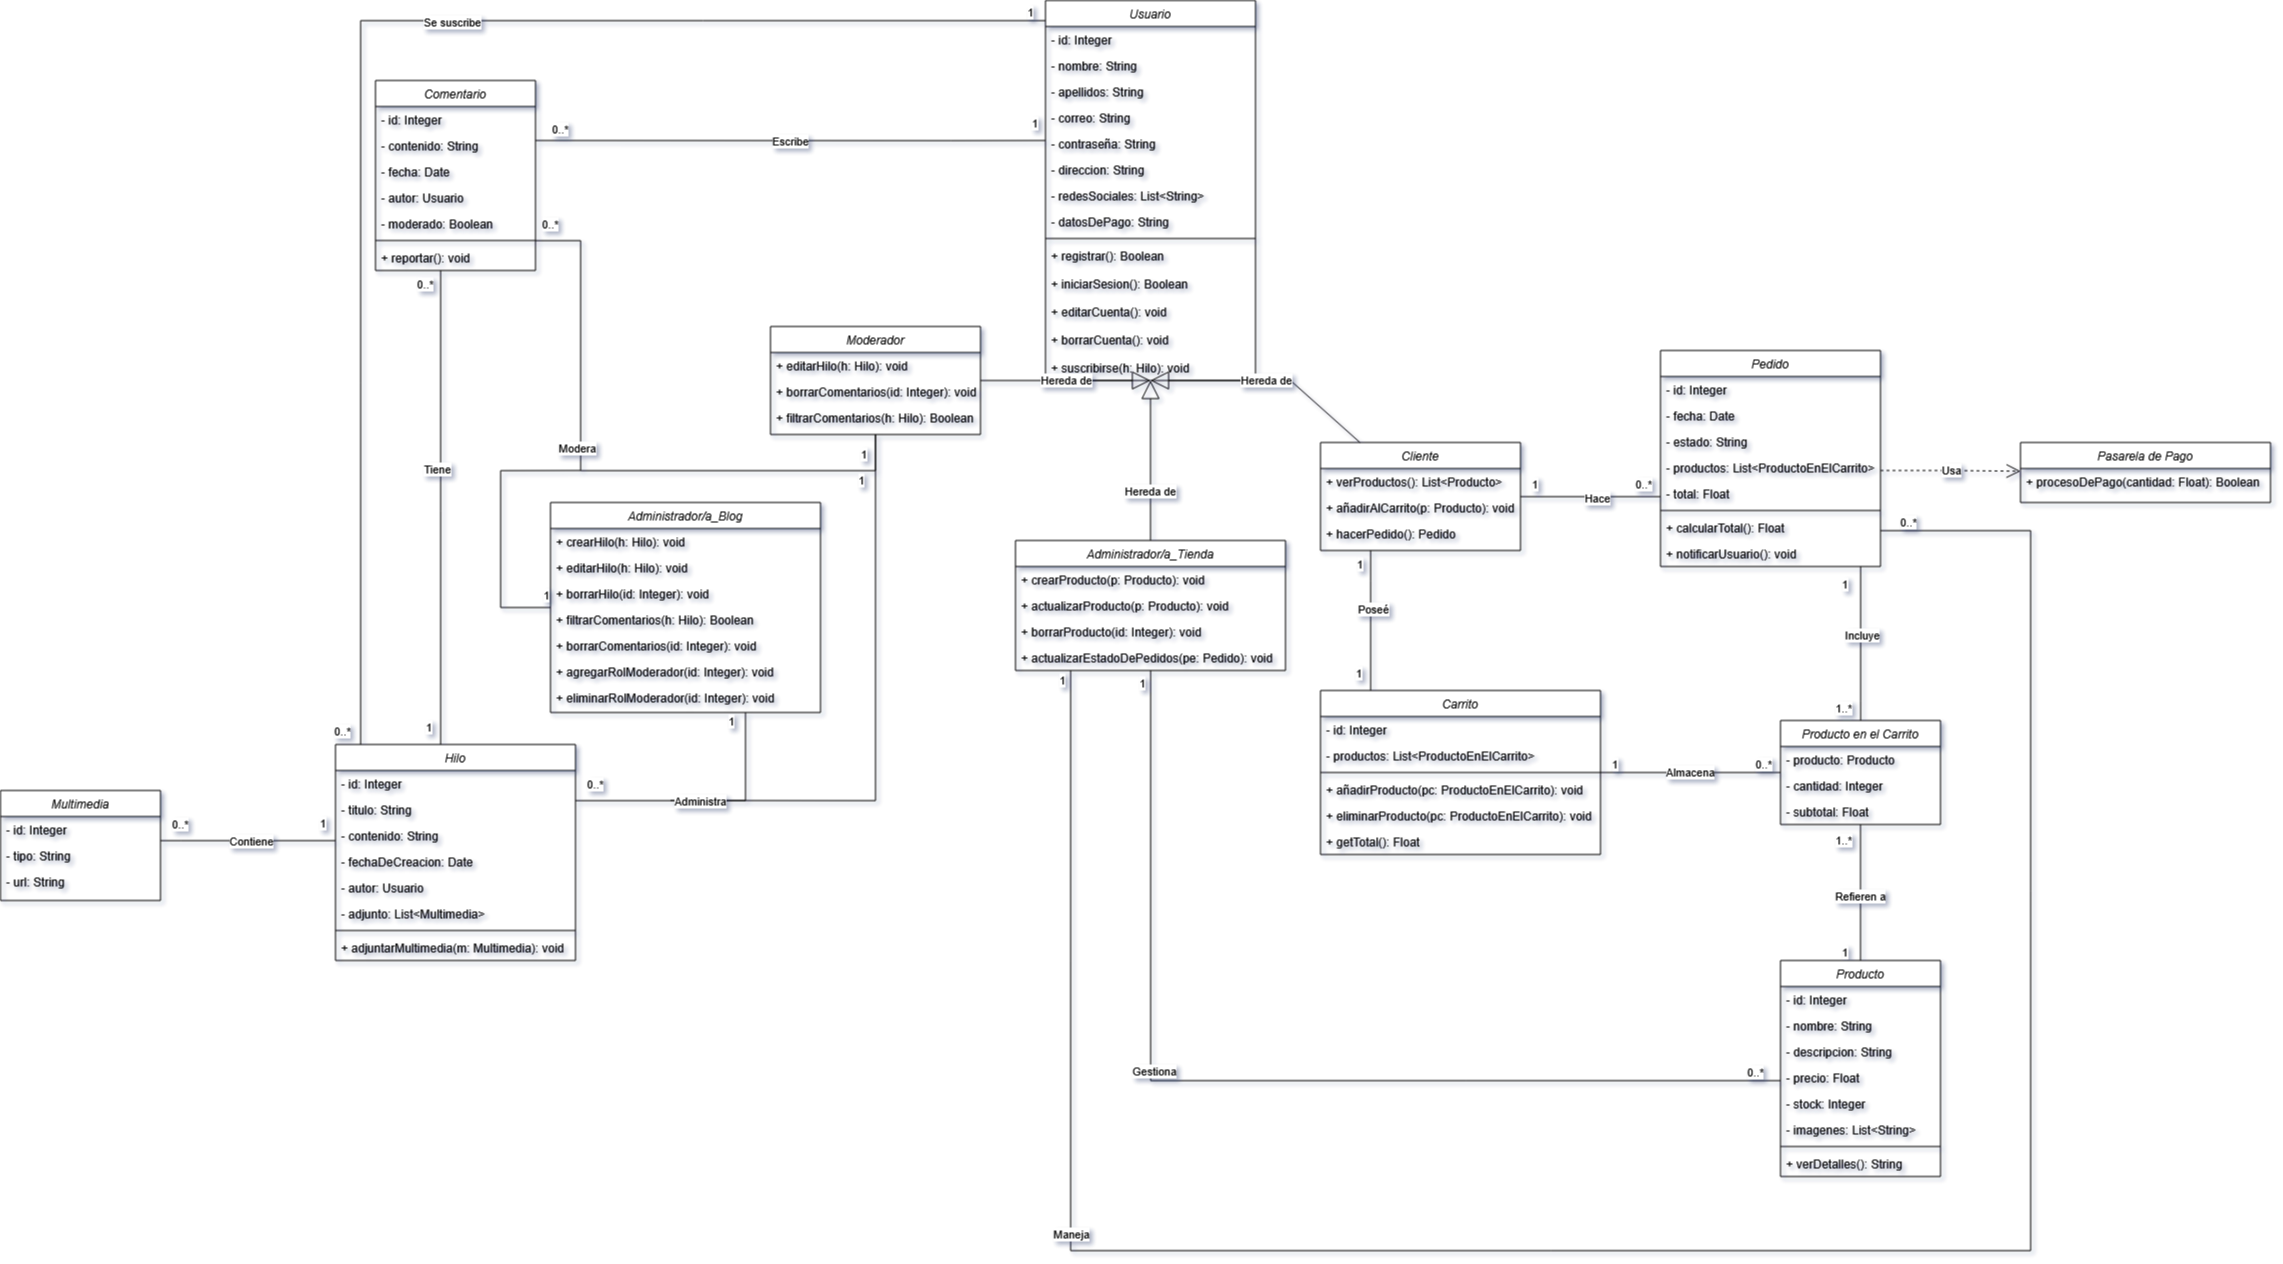 Usuario
- id: Integer
- nombre: String
- apellidos: String
- correo: String
- contraseña: String
- direccion: String
- redesSociales: List<String>
- datosDePago: String
+ registrar(): Boolean
+ iniciarSesion(): Boolean
+ editarCuenta(): void
+ borrarCuenta(): void
+ suscribirse(h: Hilo): void
Se suscribe
1
0..*
Comentario
- id: Integer
- contenido: String
- fecha: Date
- autor: Usuario
- moderado: Boolean
+ reportar(): void
0..*
Escribe
1
0..*
Modera
0..*
Tiene
1
Moderador
+ editarHilo(h: Hilo): void
+ borrarComentarios(id: Integer): void
+ filtrarComentarios(h: Hilo): Boolean
1
1
Hereda de
Hereda de
Hereda de
Administrador/a_Blog
+ crearHilo(h: Hilo): void
+ editarHilo(h: Hilo): void
+ borrarHilo(id: Integer): void
+ filtrarComentarios(h: Hilo): Boolean
+ borrarComentarios(id: Integer): void
+ agregarRolModerador(id: Integer): void
+ eliminarRolModerador(id: Integer): void
1
1
Administra
0..*
Hilo
- id: Integer
- titulo: String
- contenido: String
- fechaDeCreacion: Date
- autor: Usuario
- adjunto: List<Multimedia>
+ adjuntarMultimedia(m: Multimedia): void
Multimedia
- id: Integer
- tipo: String
- url: String
0..*
Contiene
1
Administrador/a_Tienda
+ crearProducto(p: Producto): void
+ actualizarProducto(p: Producto): void
+ borrarProducto(id: Integer): void
+ actualizarEstadoDePedidos(pe: Pedido): void
1
1
Cliente
+ verProductos(): List<Producto>
+ añadirAlCarrito(p: Producto): void
+ hacerPedido(): Pedido
1
Hace
0..*
1
Poseé
1
Pedido
- id: Integer
- fecha: Date
- estado: String
- productos: List<ProductoEnElCarrito>
- total: Float
+ calcularTotal(): Float
+ notificarUsuario(): void
Usa
Pasarela de Pago
+ procesoDePago(cantidad: Float): Boolean
0..*
1
Incluye
1..*
Carrito
- id: Integer
- productos: List<ProductoEnElCarrito>
+ añadirProducto(pc: ProductoEnElCarrito): void
+ eliminarProducto(pc: ProductoEnElCarrito): void
+ getTotal(): Float
1
Almacena
0..*
Producto en el Carrito
- producto: Producto
- cantidad: Integer
- subtotal: Float
1..*
Refieren a
1
Producto
- id: Integer
- nombre: String
- descripcion: String
- precio: Float
- stock: Integer
- imagenes: List<String>
+ verDetalles(): String
Gestiona
0..*
Maneja